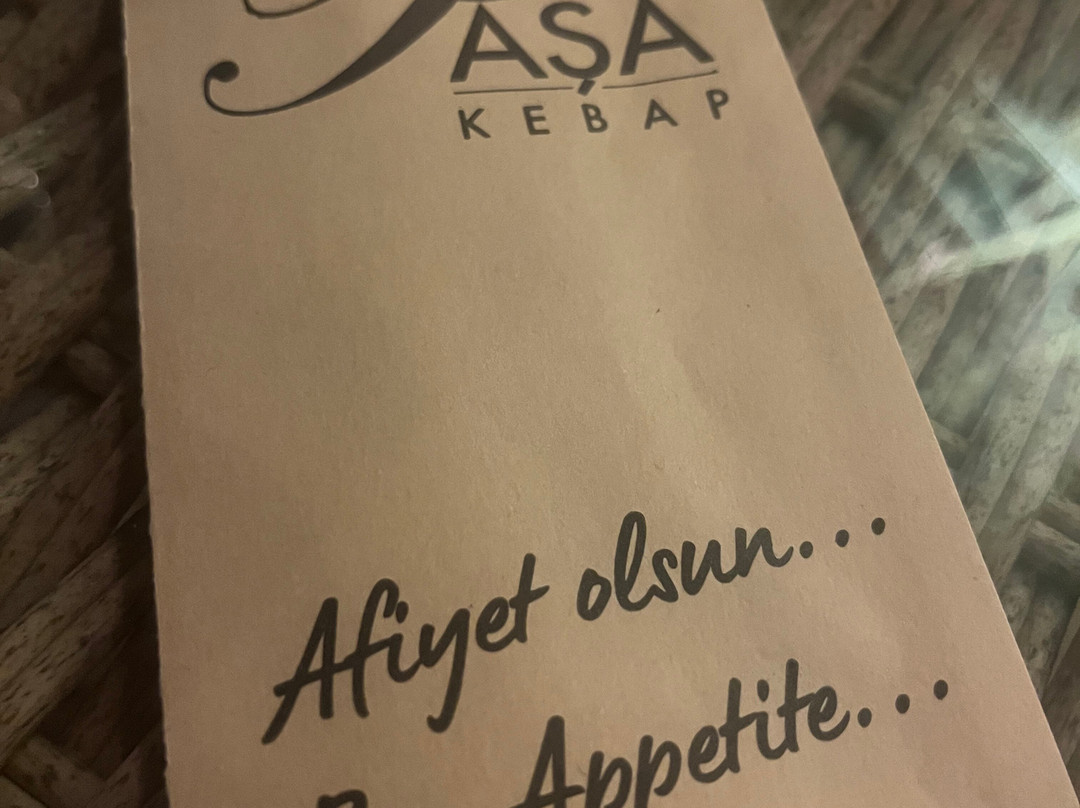 AŞA
KEBAP
Afiyet olsun...
Appetite...